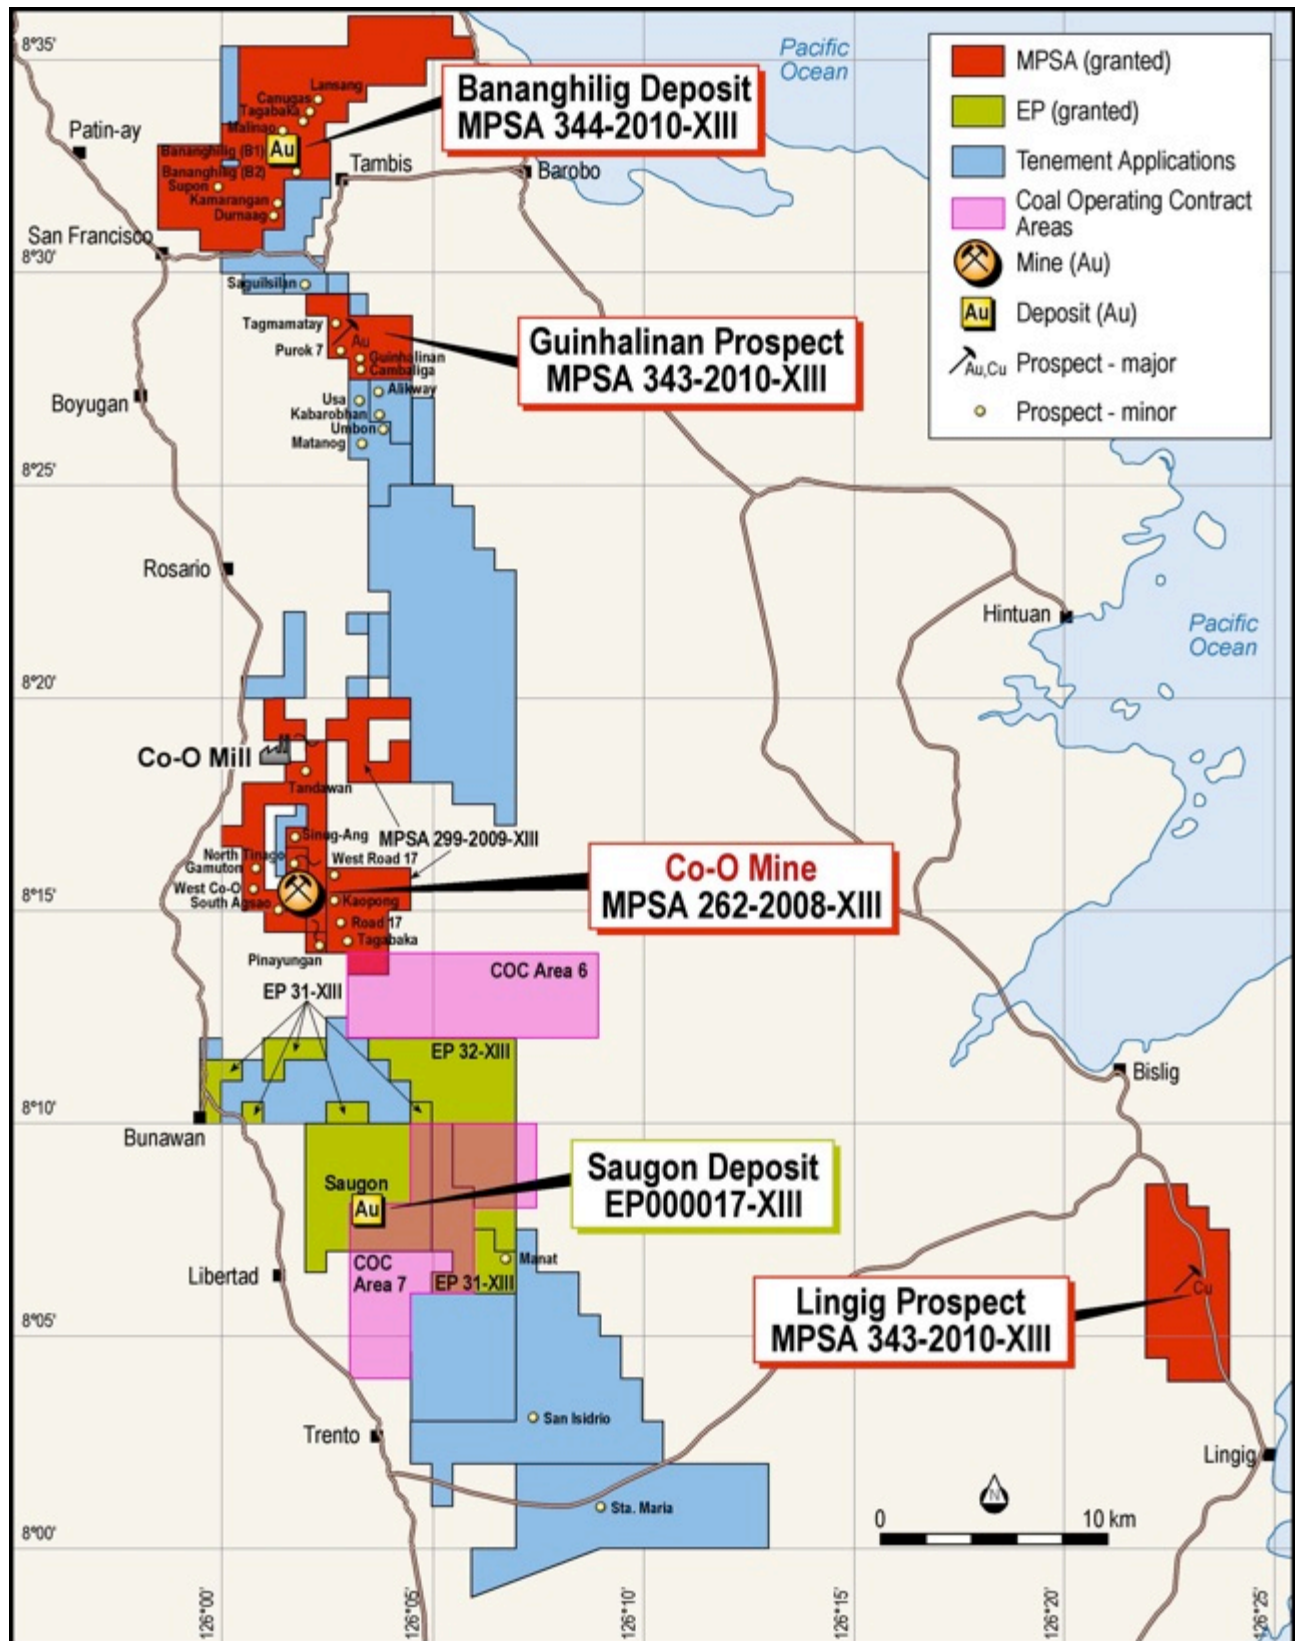 8°35'
Pacific
Ocean
MPSA (granted)
EP (granted)
Tenement Applications
Coal Operating Contract
Areas
Mine (Au)
Au
Deposit (Au)
Au,Cu
Prospect - major
Prospect - minor
Lansang
Canugas
Tagabaka
Malinao
Bananghilig (B1)
Au
Bananghilig (B2)
Supon
Kamarangan
Durnaag
Bananghilig Deposit
MPSA 344-2010-XIII
Patin-ay
Tambis
Barobo
San Francisco
8°30'
Saguilsilan
Tagmamatay
Au
Purok 7
Guinhalinan
Cambaliga
Guinhalinan Prospect
MPSA 343-2010-XIII
Alikway
Usa
Kabarobhan
Umbon
Matanog
Boyugan
8°25'
Rosario
Hintuan
Pacific
Ocean
8°20'
Co-O Mill
Tandawan
MPSA 299-2009-XIII
Sinug-Ang
North Tinago
Gamuton
West Road 17
West Co-O
South Agsao
Kaopong
Road 17
Tagabaka
Pinayungan
Co-O Mine
MPSA 262-2008-XIII
8°15'
COC Area 6
EP 31-XIII
EP 32-XIII
Bislig
8°10'
Bunawan
Saugon
Au
Saugon Deposit
EP000017-XIII
Manat
COC
Area 7
EP 31-XIII
Libertad
Lingig Prospect
MPSA 343-2010-XIII
Cu
8°05'
San Isidrio
Trento
Lingig
Sta. Maria
N
0
10 km
8°00'
126°00'
126°05'
126°10'
126°15'
126°20'
126°25'